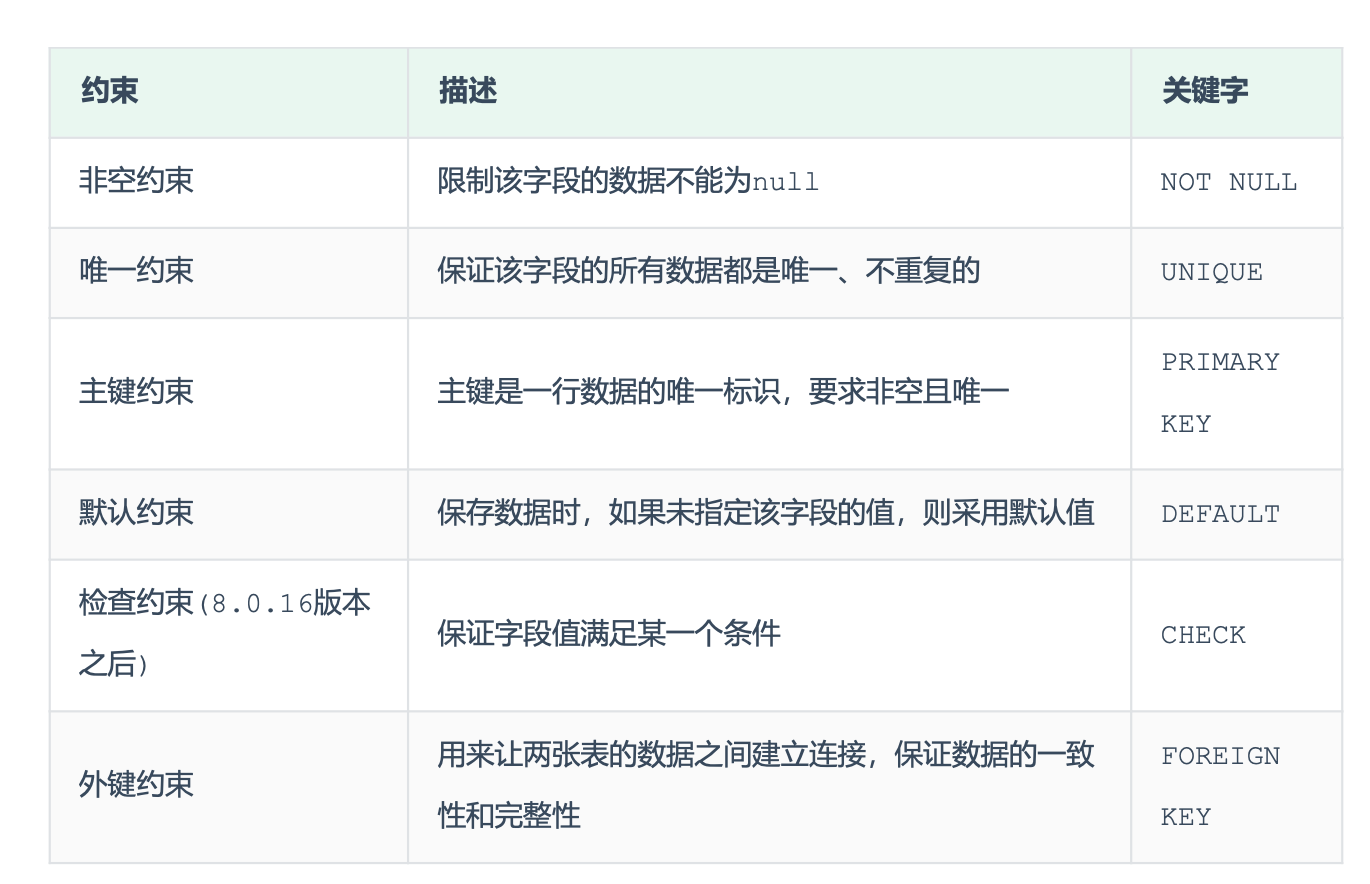 约束 描述 关键字
非空约束 限制该字段的数据不能为null NOT NULL
唯一约束 保证该字段的所有数据都是唯一、不重复的 UNIQUE
主键约束 主键是一行数据的唯一标识，要求非空且唯一 PRIMARY
KEY
默认约束 保存数据时，如果未指定该字段的值，则采用默认值 DEFAULT
检查约束(8.0.16版本
之后) 保证字段值满足某一个条件 CHECK
外键约束 用来让两张表的数据之间建立连接，保证数据的一致
性和完整性 FOREIGN
KEY